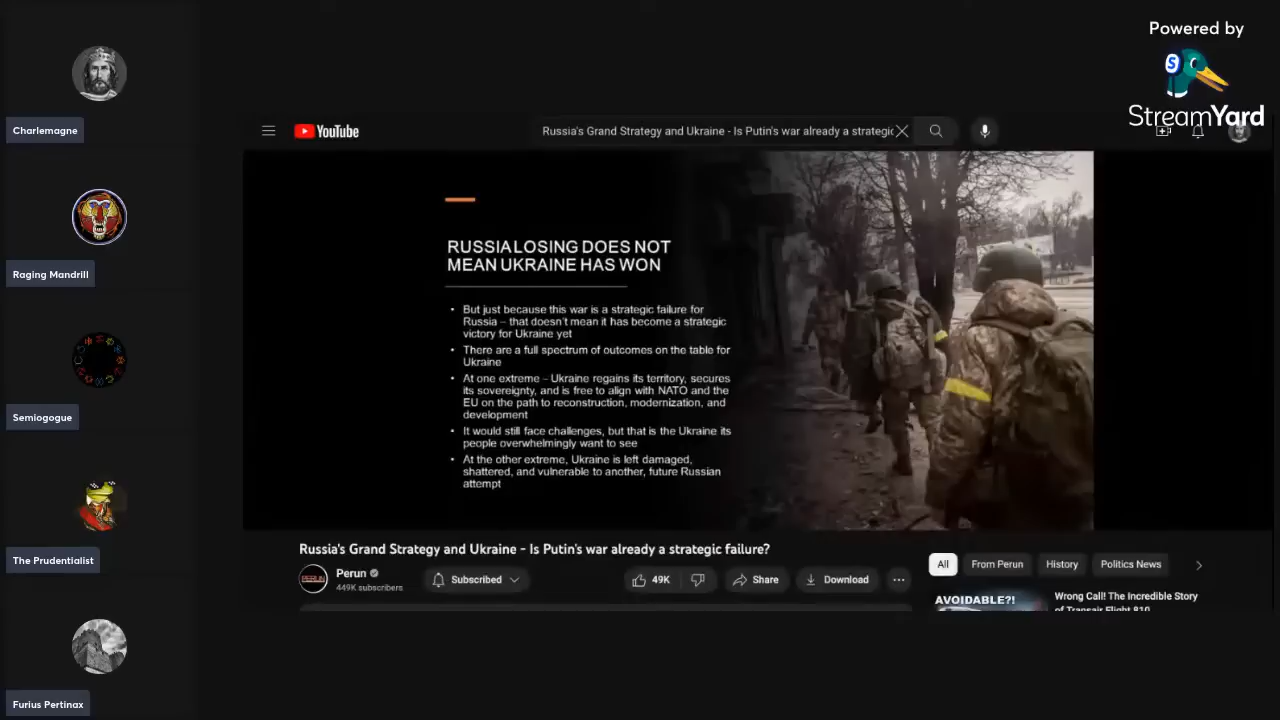 Powered by
S
StreamYard
Charlemagne
Raging Mandrill
Semiogogue
The Prudentialist
Furius Pertinax
YouTube
Russia's Grand Strategy and Ukraine - Is Putin's war already a strategic
RUSSIA LOSING DOES NOT
MEAN UKRAINE HAS WON
• But just because this war is a strategic failure for
Russia – that doesn't mean it has become a strategic
victory for Ukraine yet
• There are a full spectrum of outcomes on the table for
Ukraine
• At one extreme – Ukraine regains its territory, secures
its sovereignty, and is free to align with NATO and the
EU on the path to reconstruction, modernization, and
development
• It would still face challenges, but that is the Ukraine its
people overwhelmingly want to see
• At the other extreme, Ukraine is left damaged,
shattered, and vulnerable to another, future Russian
attempt
Russia's Grand Strategy and Ukraine - Is Putin's war already a strategic failure?
PERUN
Perun
449K subscribers
Subscribed
49K
Share
Download
All
From Perun
History
Politics News
AVOIDABLE?!
Wrong Call! The Incredible Story
of Transair Flight 810